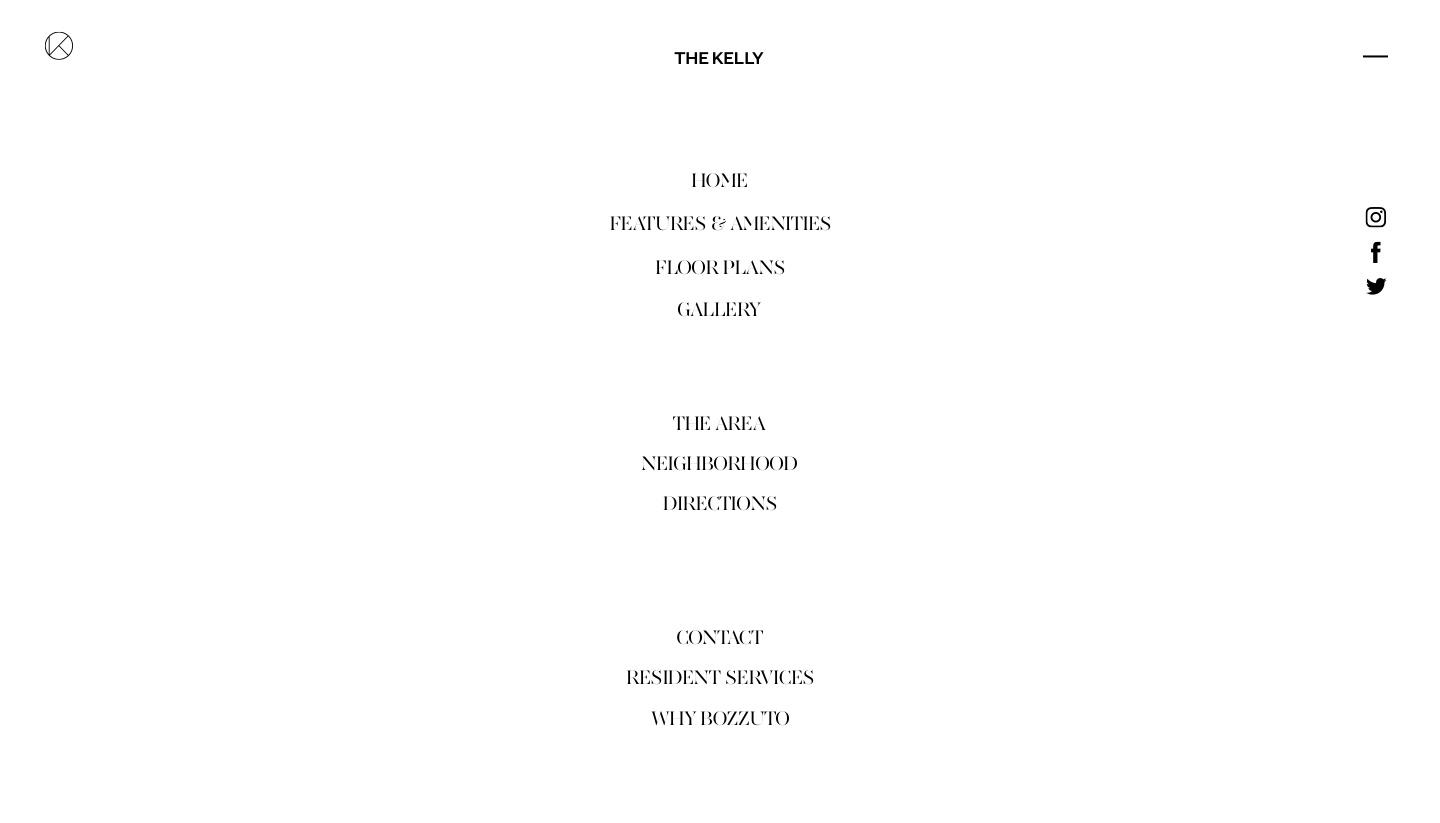 THE KELLY
HOME
FEATURES & AMENITIES
FLOOR PLANS
GALLERY
THE AREA
NEIGHBORHOOD
DIRECTIONS
CONTACT
RESIDENT SERVICES
WHY BOZZUTO